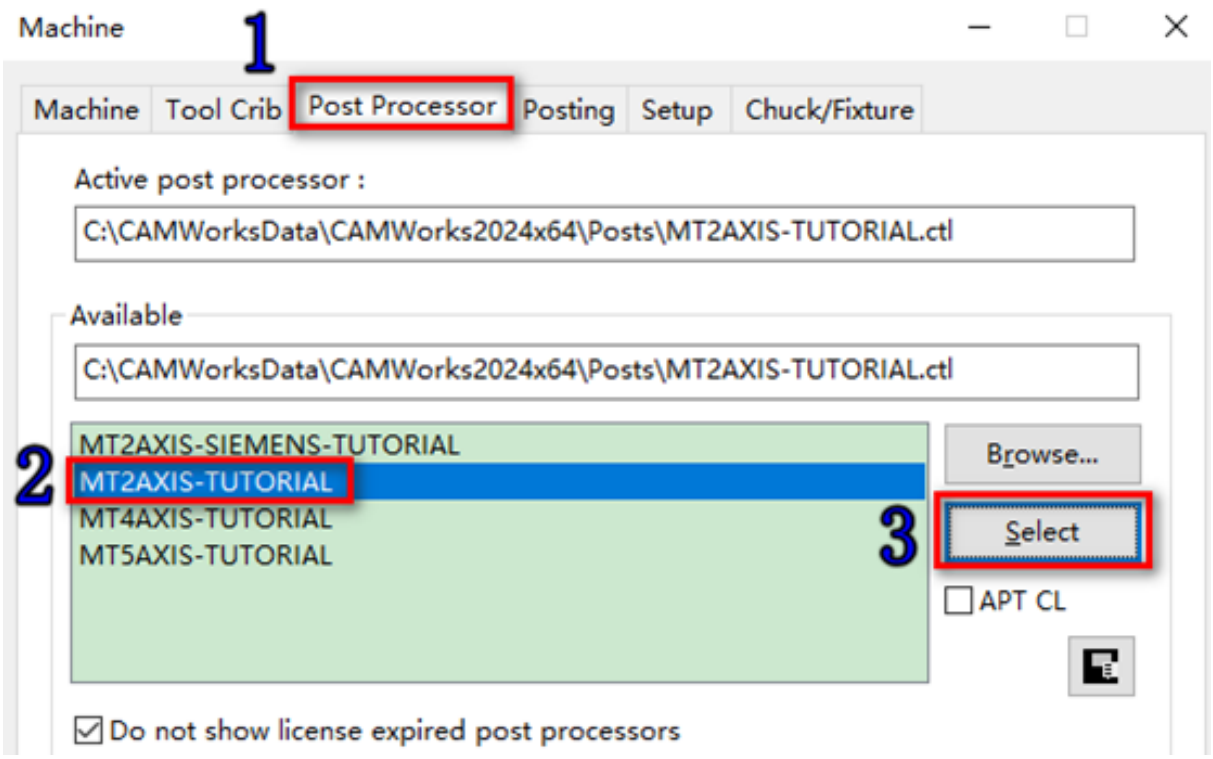 Machine
1
Machine Tool Crib Post Processor Posting Setup Chuck/Fixture
Active post processor :
C:\CAMWorksData\CAMWorks2024x64\Posts\MT2AXIS-TUTORIAL.ctl
Available
C:\CAMWorksData\CAMWorks2024x64\Posts\MT2AXIS-TUTORIAL.ctl
MT2AXIS-SIEMENS-TUTORIAL
Browse...
2
MT2AXIS-TUTORIAL
MT4AXIS-TUTORIAL
MT5AXIS-TUTORIAL
3
Select
APT CL
Do not show license expired post processors